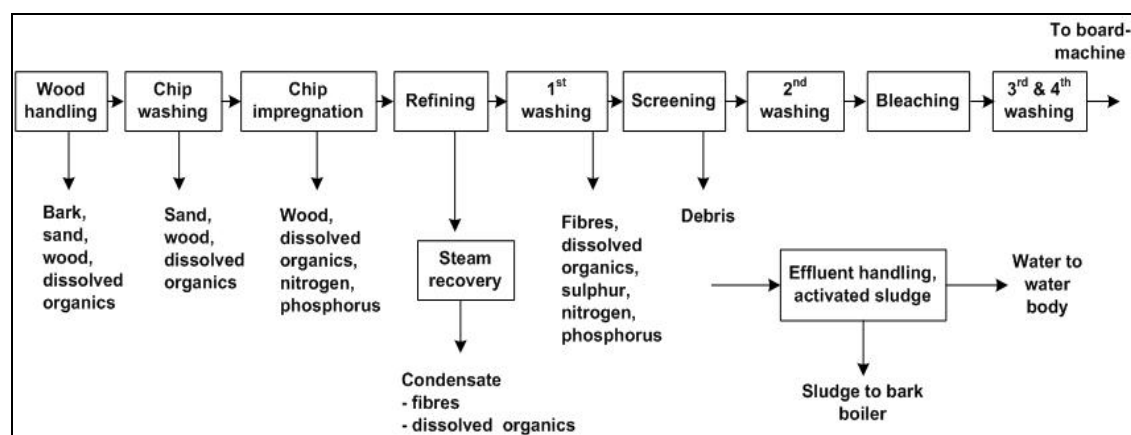 To board-
machine
Wood
handling
Chip
washing
Chip
impregnation
Refining
1st
washing
Screening
2nd
washing
Bleaching
3rd & 4th
washing
Bark,
sand,
wood,
dissolved
organics
Sand,
wood,
dissolved
organics
Wood,
dissolved
organics,
nitrogen,
phosphorus
Steam
recovery
Condensate
- fibres
- dissolved organics
Fibres,
dissolved
organics,
sulphur,
nitrogen,
phosphorus
Debris
Effluent handling,
activated sludge
Water to
water
body
Sludge to bark
boiler